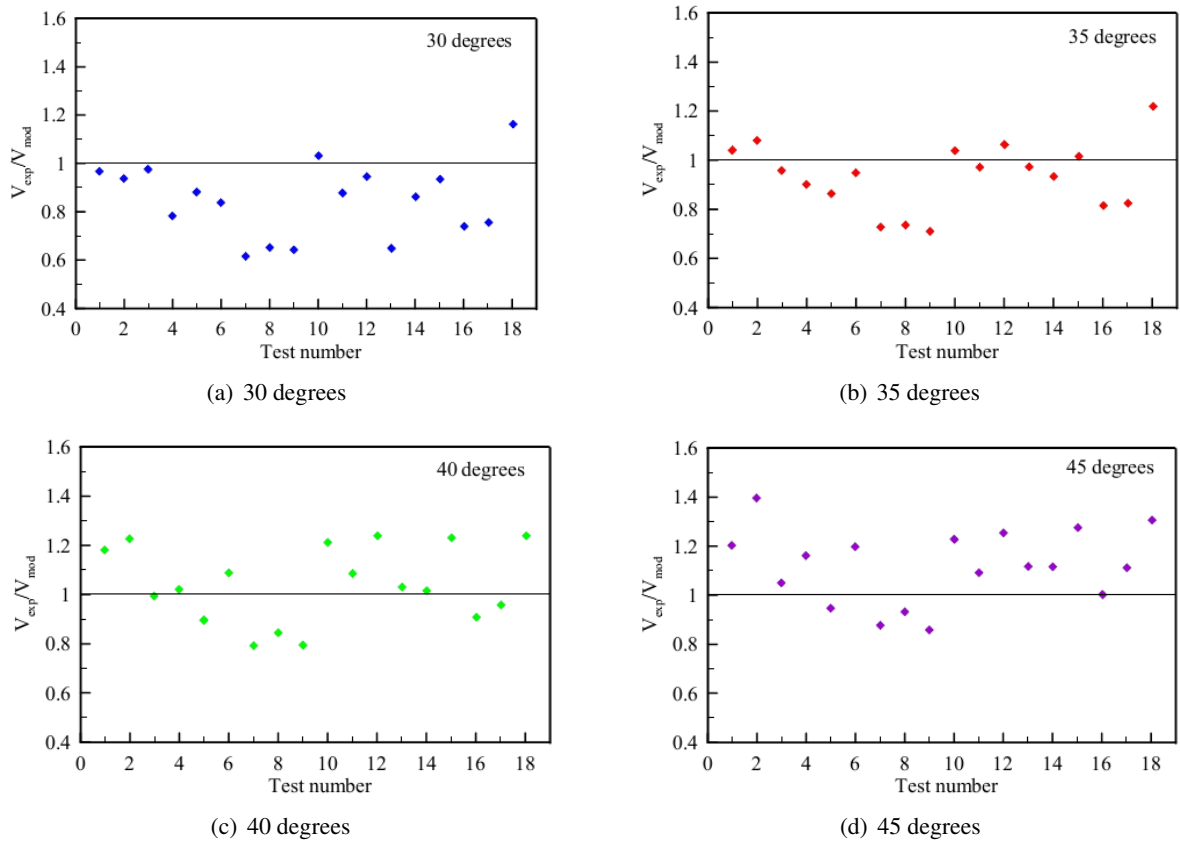 1.6
1.4
1.2
1
0.8
0.6
0.4
V_exp/V_mod
30 degrees
0 2 4 6 8 10 12 14 16 18
Test number
(a) 30 degrees
1.6
1.4
1.2
1
0.8
0.6
0.4
V_exp/V_mod
35 degrees
0 2 4 6 8 10 12 14 16 18
Test number
(b) 35 degrees
1.6
1.4
1.2
1
0.8
0.6
0.4
V_exp/V_mod
40 degrees
0 2 4 6 8 10 12 14 16 18
Test number
(c) 40 degrees
1.6
1.4
1.2
1
0.8
0.6
0.4
V_exp/V_mod
45 degrees
0 2 4 6 8 10 12 14 16 18
Test number
(d) 45 degrees